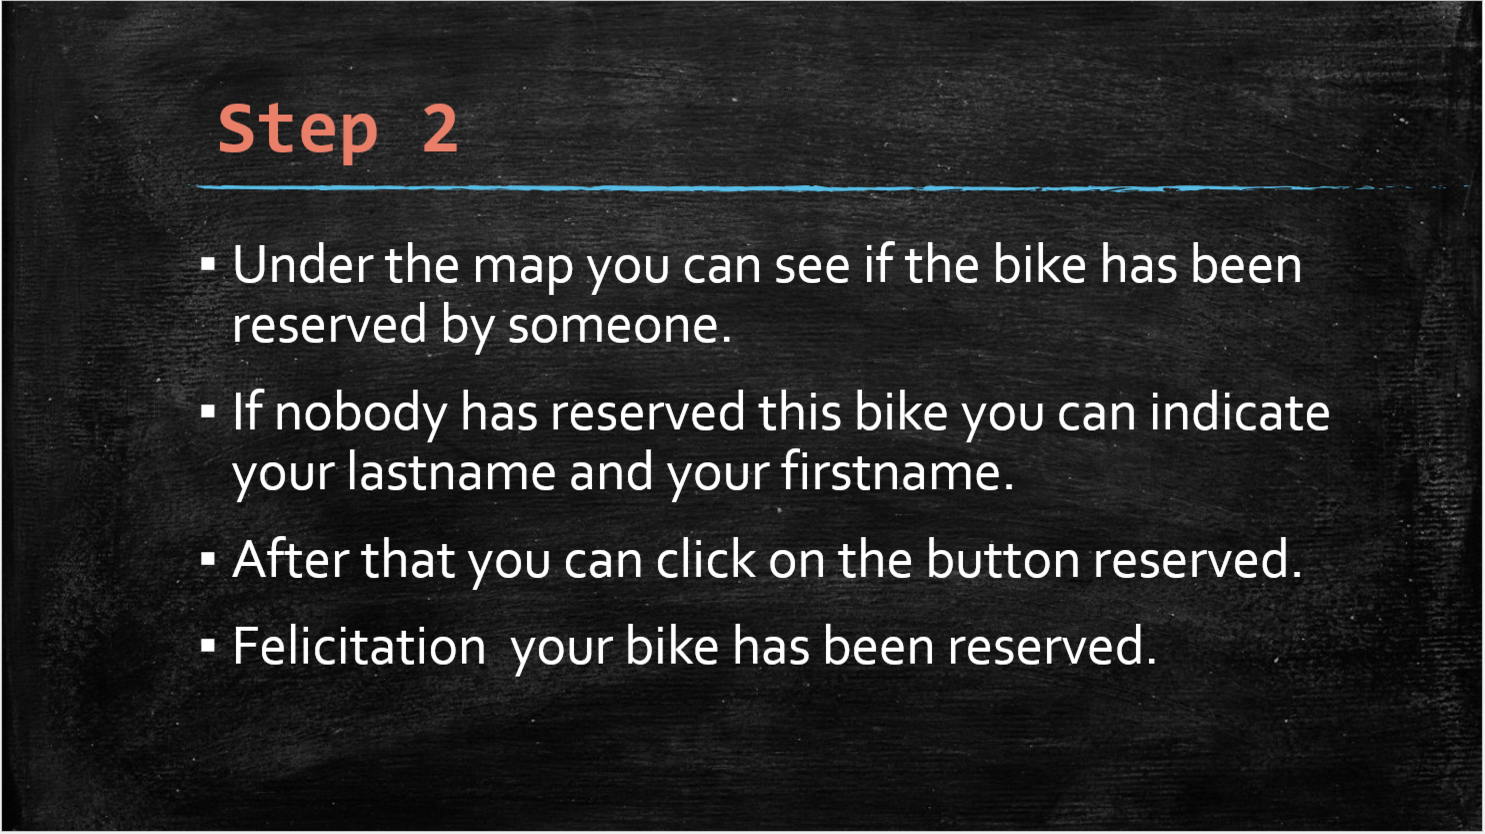 Step 2
▪ Under the map you can see if the bike has been
reserved by someone.
▪ If nobody has reserved this bike you can indicate
your lastname and your firstname.
▪ After that you can click on the button reserved.
▪ Felicitation  your bike has been reserved.